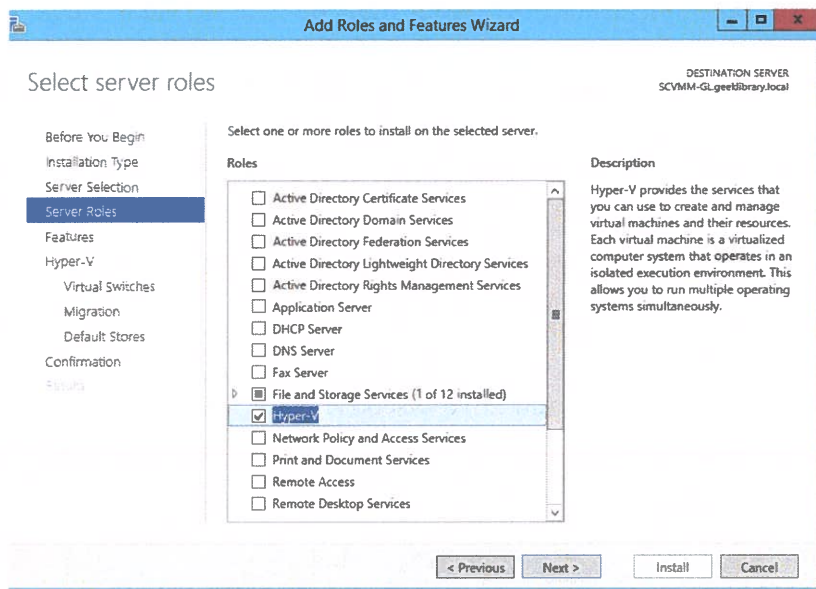 Add Roles and Features Wizard
Select server roles
DESTINATION SERVER
SCVMM-GL.geeklibrary.local
Before You Begin
Installation Type
Server Selection
Server Roles
Features
Hyper-V
Virtual Switches
Migration
Default Stores
Confirmation
Results
Select one or more roles to install on the selected server.
Roles
Active Directory Certificate Services
Active Directory Domain Services
Active Directory Federation Services
Active Directory Lightweight Directory Services
Active Directory Rights Management Services
Application Server
DHCP Server
DNS Server
Fax Server
File and Storage Services (1 of 12 installed)
Hyper-V
Network Policy and Access Services
Print and Document Services
Remote Access
Remote Desktop Services
Description
Hyper-V provides the services that
you can use to create and manage
virtual machines and their resources.
Each virtual machine is a virtualized
computer system that operates in an
isolated execution environment. This
allows you to run multiple operating
systems simultaneously.
< Previous
Next >
Install
Cancel